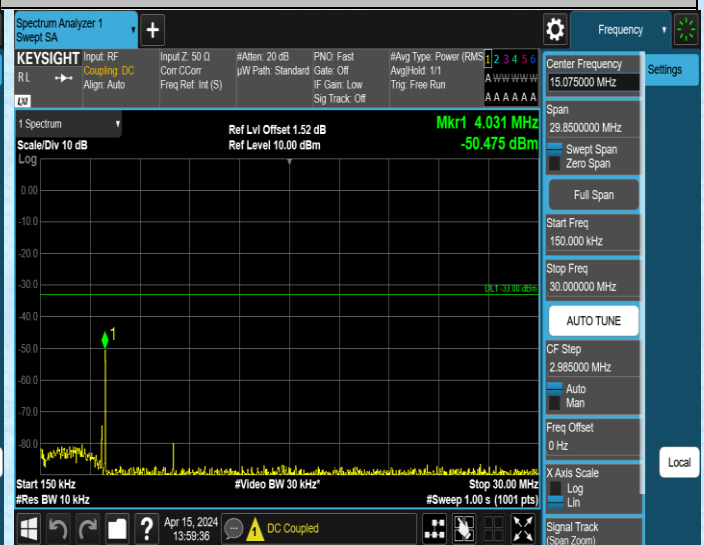 Spectrum Analyzer 1
Swept SA
+
Frequency
KEYSIGHT
RL
LXI
Input: RF
Coupling: DC
Align: Auto
Input Z: 50 Ω
Corr CCorr
Freq Ref: Int (S)
#Atten: 20 dB
µW Path: Standard
PNO: Fast
Gate: Off
IF Gain: Low
Sig Track: Off
#Avg Type: Power (RMS
Avg|Hold: 1/1
Trig: Free Run
1 2 3 4 5 6
A W W W W W
A A A A A A
1 Spectrum
Scale/Div 10 dB
Log
Ref Lvl Offset 1.52 dB
Ref Level 10.00 dBm
Mkr1 4.031 MHz
-50.475 dBm
0.00
-10.0
-20.0
-30.0
-40.0
-50.0
-60.0
-70.0
-80.0
DL1 -33.00 dBm
1
Start 150 kHz
#Res BW 10 kHz
#Video BW 30 kHz*
Stop 30.00 MHz
#Sweep 1.00 s (1001 pts)
Apr 15, 2024
13:59:36
DC Coupled
Center Frequency
15.075000 MHz
Settings
Span
29.8500000 MHz
Swept Span
Zero Span
Full Span
Start Freq
150.000 kHz
Stop Freq
30.000000 MHz
AUTO TUNE
CF Step
2.985000 MHz
Auto
Man
Freq Offset
0 Hz
X Axis Scale
Log
Lin
Signal Track
(Span Zoom)
Local